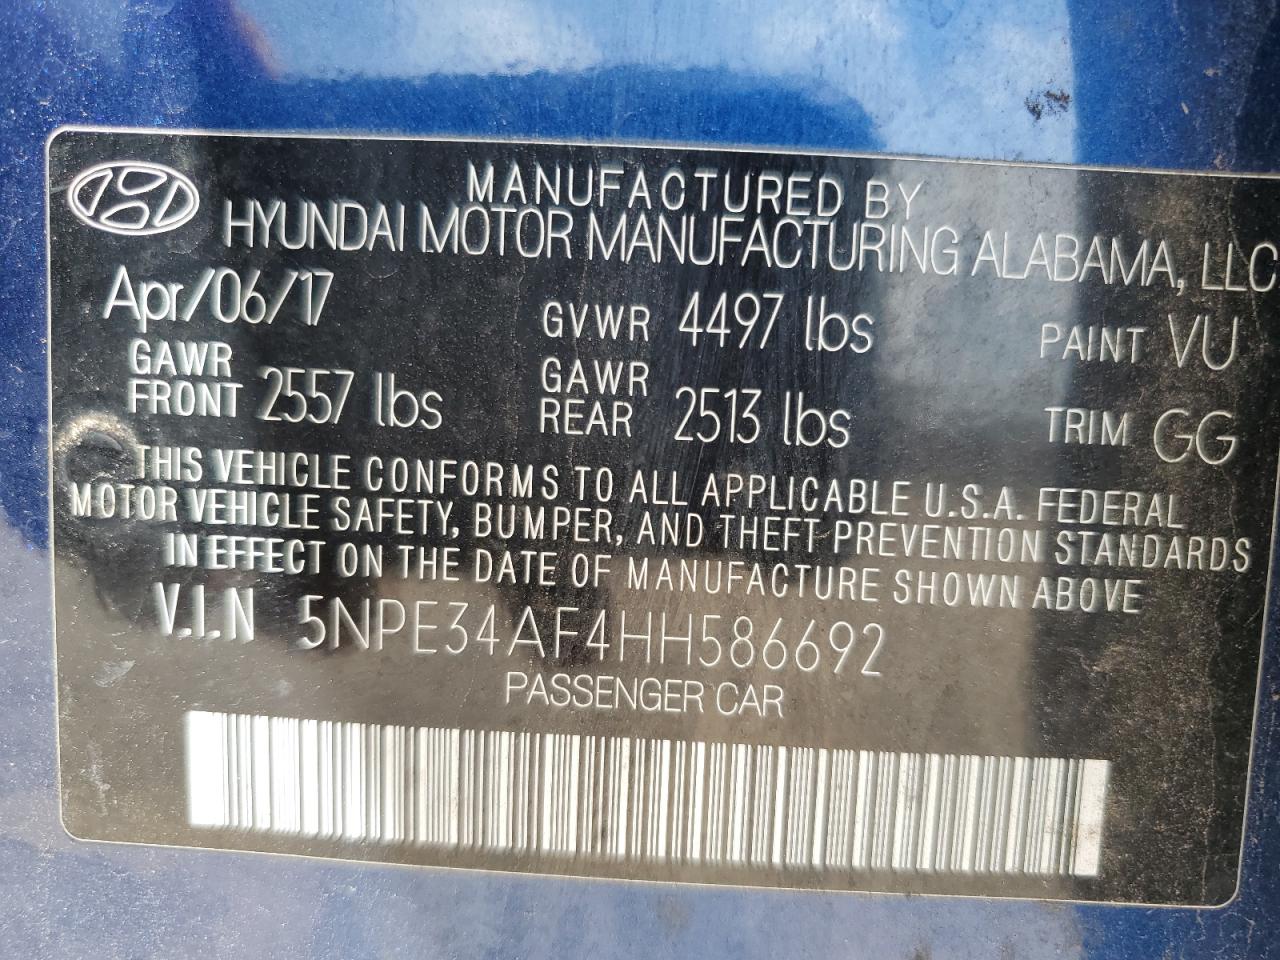 MANUFACTURED BY
HYUNDAI MOTOR MANUFACTURING ALABAMA, LLC
Apr/06/17 GVWR 4497 lbs PAINT VU
GAWR FRONT 2557 lbs GAWR REAR 2513 lbs TRIM GG
THIS VEHICLE CONFORMS TO ALL APPLICABLE U.S.A. FEDERAL
MOTOR VEHICLE SAFETY, BUMPER, AND THEFT PREVENTION STANDARDS
IN EFFECT ON THE DATE OF MANUFACTURE SHOWN ABOVE
V.I.N 5NPE34AF4HH586692
PASSENGER CAR